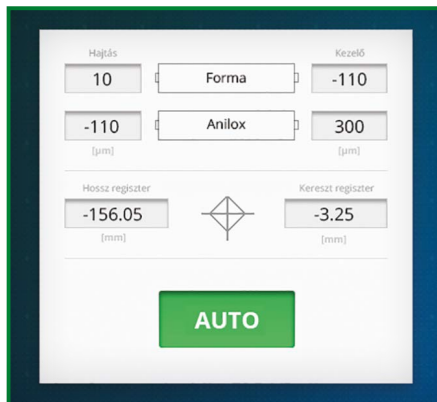 Hajtás Kezelő
10 Forma -110
-110 Anilox 300
[µm] [µm]
Hossz regiszter Kereszt regiszter
-156.05 -3.25
[mm] [mm]
AUTO